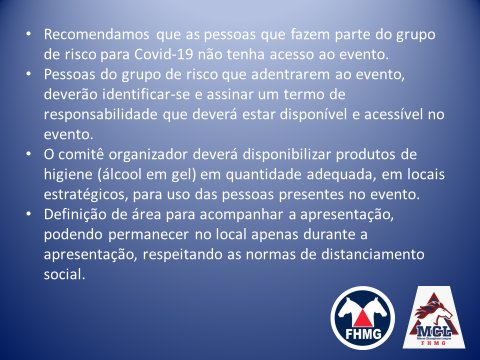 • Recomendamos que as pessoas que fazem parte do grupo
de risco para Covid-19 não tenha acesso ao evento.
• Pessoas do grupo de risco que adentrarem ao evento,
deverão identificar-se e assinar um termo de
responsabilidade que deverá estar disponível e acessível no
evento.
• O comitê organizador deverá disponibilizar produtos de
higiene (álcool em gel) em quantidade adequada, em locais
estratégicos, para uso das pessoas presentes no evento.
• Definição de área para acompanhar a apresentação,
podendo permanecer no local apenas durante a
apresentação, respeitando as normas de distanciamento
social.
FHMG
MCL
FHMG